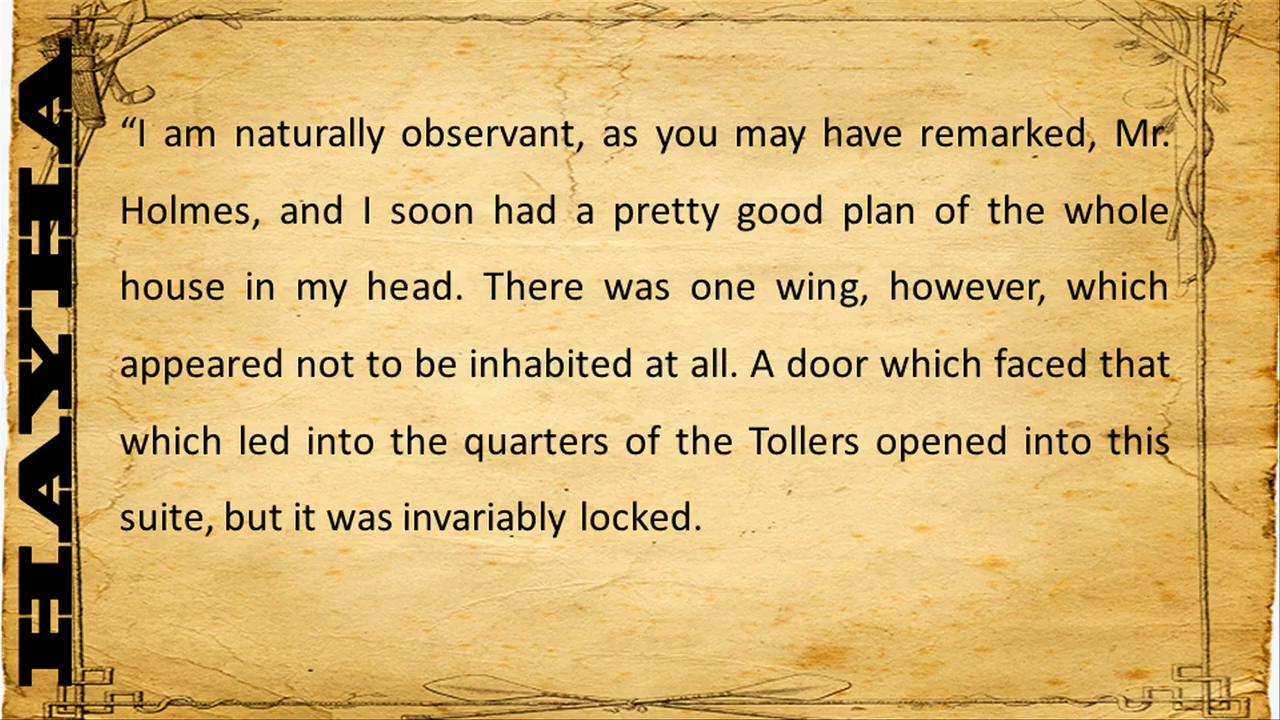 HAYHA
“I am naturally observant, as you may have remarked, Mr.
Holmes, and I soon had a pretty good plan of the whole
house in my head. There was one wing, however, which
appeared not to be inhabited at all. A door which faced that
which led into the quarters of the Tollers opened into this
suite, but it was invariably locked.